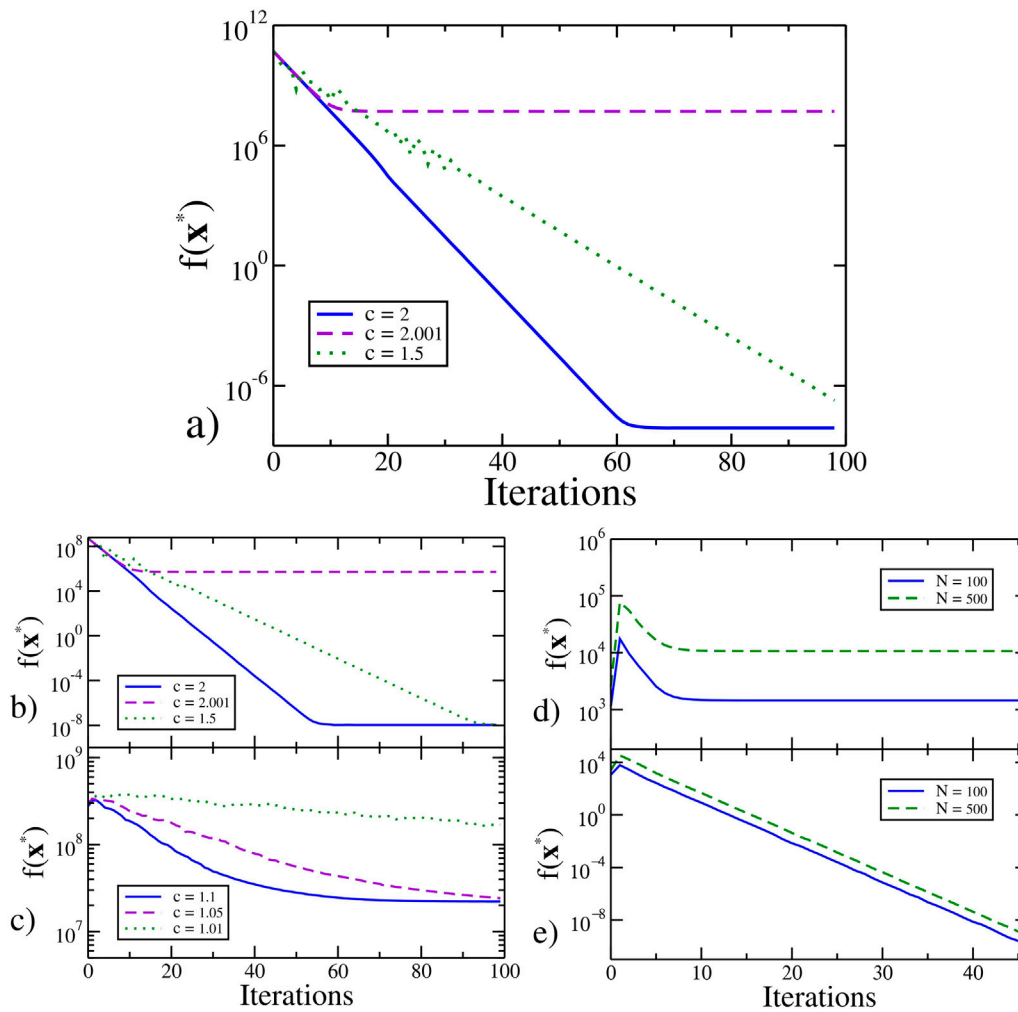 10^12
10^6
10^0
10^-6
f(x*)
c = 2
c = 2.001
c = 1.5
a)
0 20 40 60 80 100
Iterations
10^8
10^4
10^0
10^-4
10^-8
f(x*)
c = 2
c = 2.001
c = 1.5
b)
10^9
10^8
10^7
f(x*)
c = 1.1
c = 1.05
c = 1.01
c)
0 20 40 60 80 100
Iterations
10^6
10^5
10^4
10^3
f(x*)
N = 100
N = 500
d)
10^4
10^0
10^-4
10^-8
f(x*)
N = 100
N = 500
e)
0 10 20 30 40
Iterations